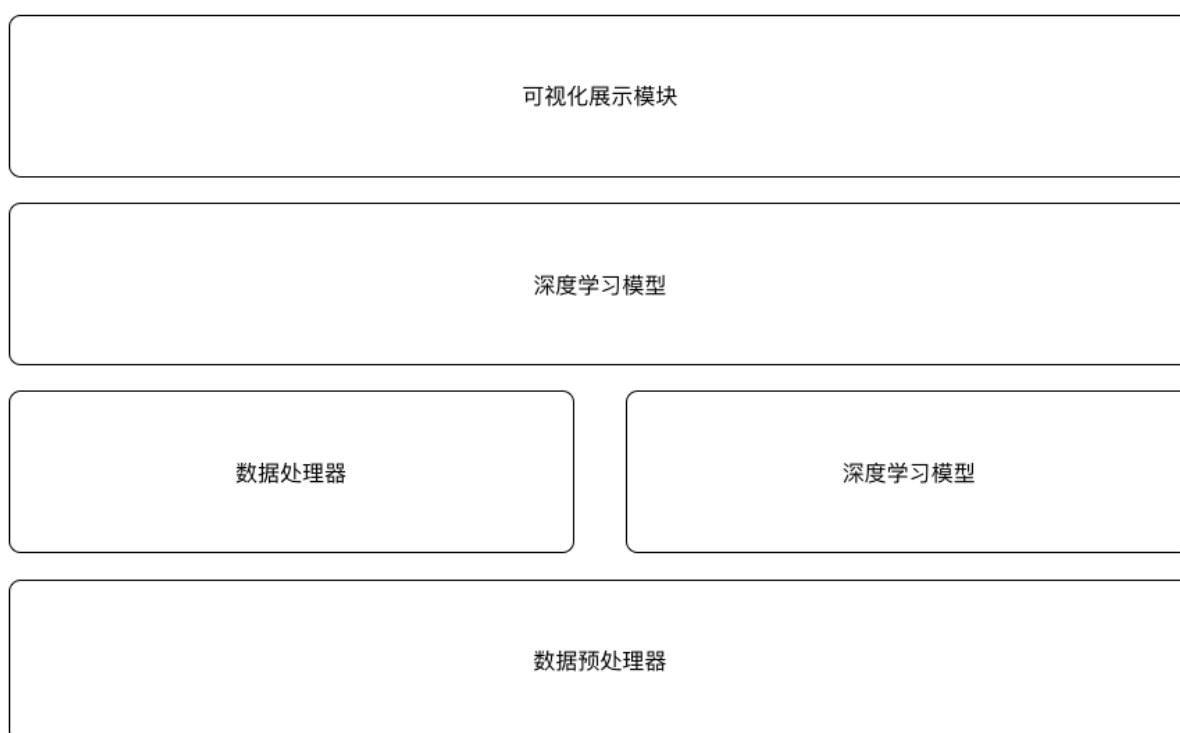 可视化展示模块
深度学习模型
数据处理器
深度学习模型
数据预处理器